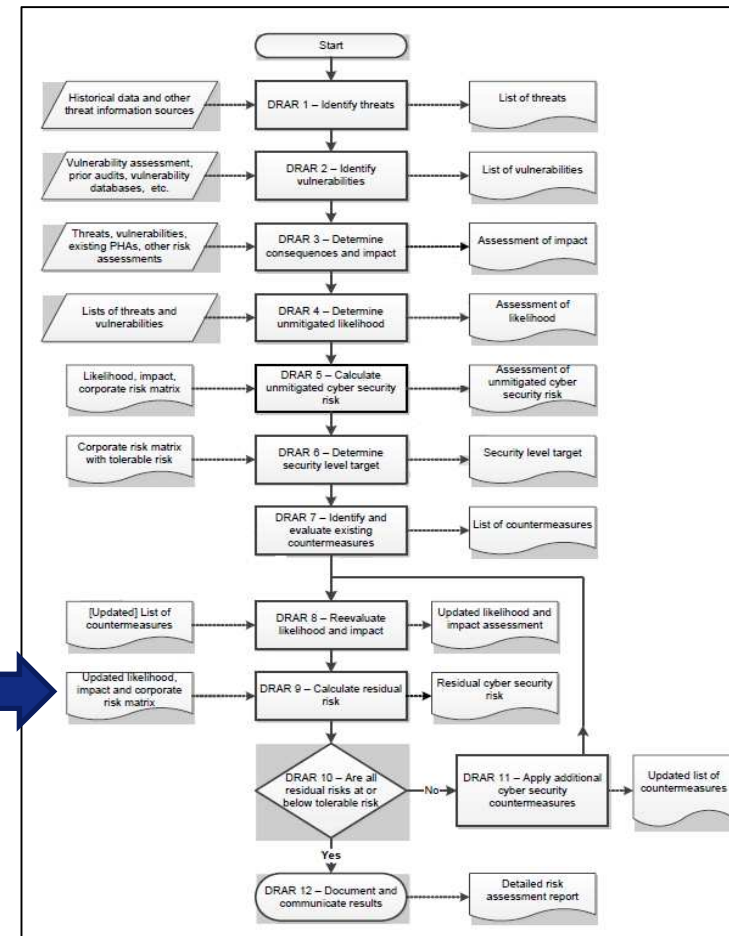 Start
Historical data and other
threat information sources
DRAR 1 – Identify threats
List of threats
Vulnerability assessment,
prior audits, vulnerability
databases, etc.
DRAR 2 – Identify
vulnerabilities
List of vulnerabilities
Threats, vulnerabilities,
existing PHAs, other risk
assessments
DRAR 3 – Determine
consequences and impact
Assessment of impact
Lists of threats and
vulnerabilities
DRAR 4 – Determine
unmitigated likelihood
Assessment of
likelihood
Likelihood, impact,
corporate risk matrix
DRAR 5 – Calculate
unmitigated cyber security
risk
Assessment of
unmitigated cyber
security risk
Corporate risk matrix
with tolerable risk
DRAR 6 – Determine
security level target
Security level target
DRAR 7 – Identify and
evaluate existing
countermeasures
List of countermeasures
[Updated] List of
countermeasures
DRAR 8 – Reevaluate
likelihood and impact
Updated likelihood and
impact assessment
Updated likelihood,
impact and corporate
risk matrix
DRAR 9 – Calculate residual
risk
Residual cyber security
risk
DRAR 10 – Are all
residual risks at or
below tolerable risk
No
DRAR 11 – Apply additional
cyber security
countermeasures
Updated list of
countermeasures
Yes
DRAR 12 – Document and
communicate results
Detailed risk
assessment report